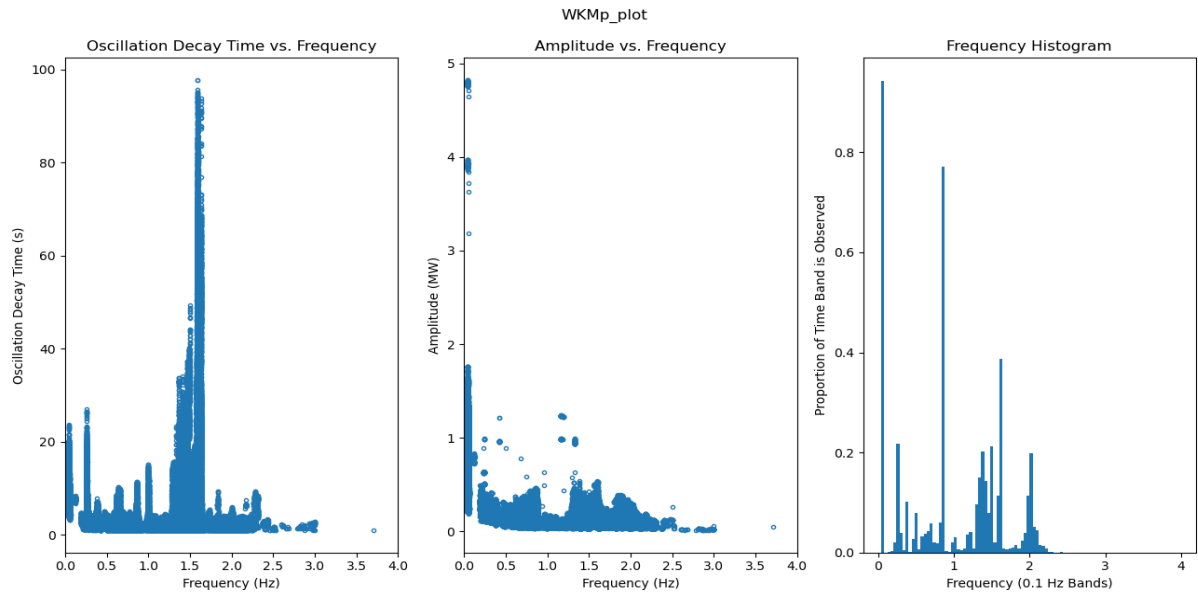 WKMp_plot
Oscillation Decay Time vs. Frequency
Oscillation Decay Time (s)
100
80
60
40
20
0
0.0 0.5 1.0 1.5 2.0 2.5 3.0 3.5 4.0
Frequency (Hz)
Amplitude vs. Frequency
Amplitude (MW)
5
4
3
2
1
0
0.0 0.5 1.0 1.5 2.0 2.5 3.0 3.5 4.0
Frequency (Hz)
Frequency Histogram
Proportion of Time Band is Observed
0.8
0.6
0.4
0.2
0.0
0 1 2 3 4
Frequency (0.1 Hz Bands)